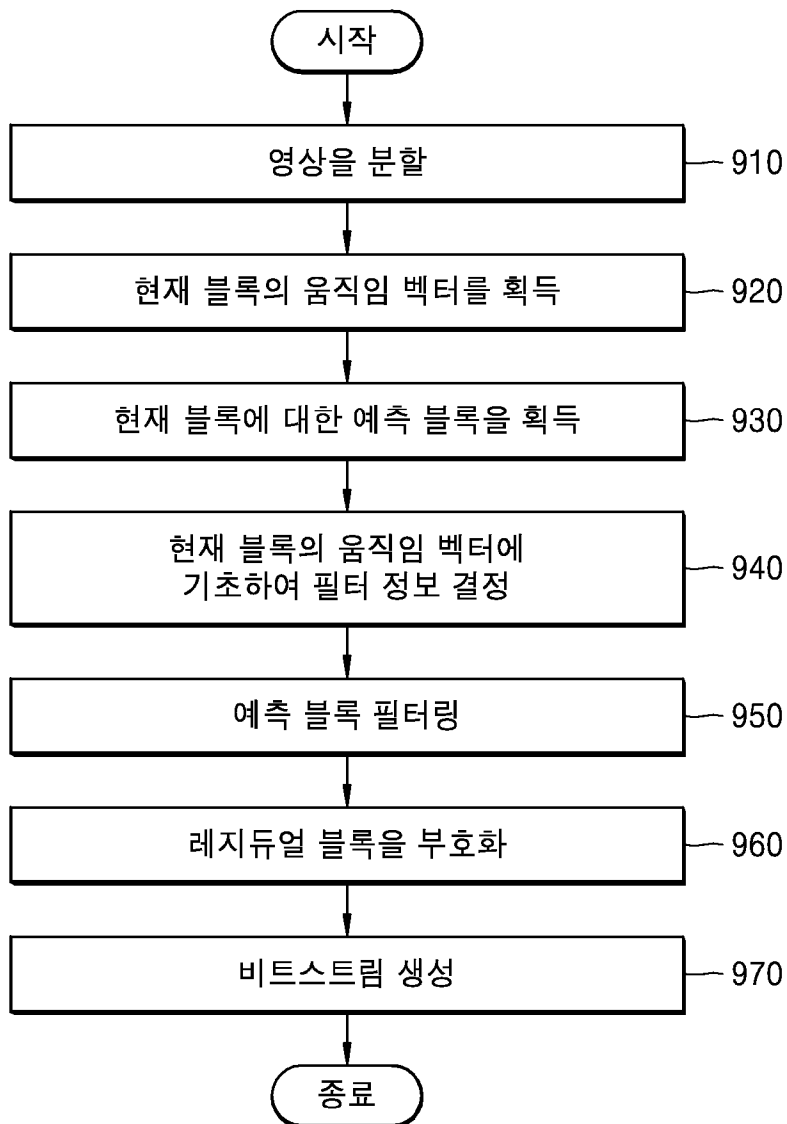 시작
영상을 분할
910
현재 블록의 움직임 벡터를 획득
920
현재 블록에 대한 예측 블록을 획득
930
현재 블록의 움직임 벡터에
기초하여 필터 정보 결정
940
예측 블록 필터링
950
레지듀얼 블록을 부호화
960
비트스트림 생성
970
종료